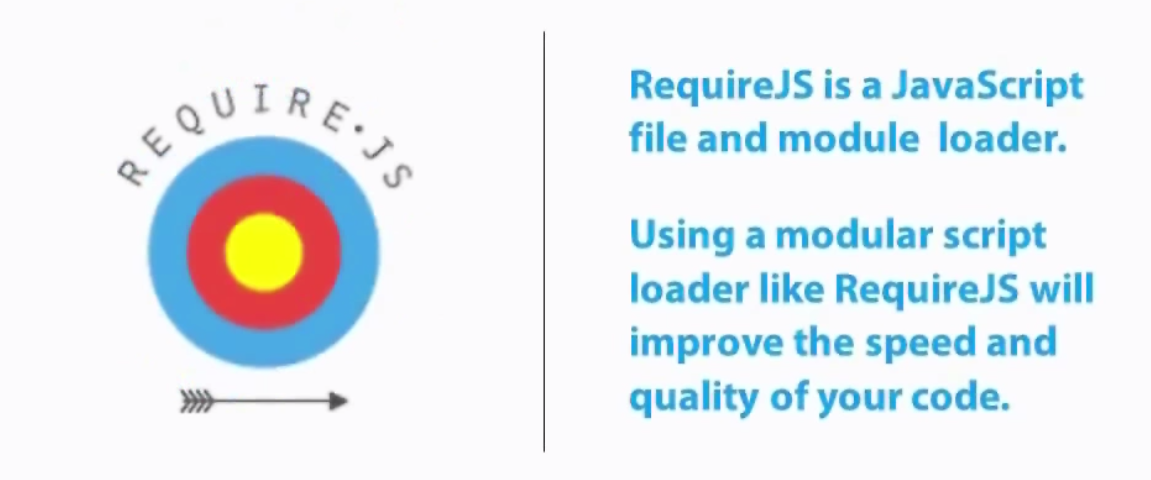 REQUIRE·JS
RequireJS is a JavaScript
file and module loader.
Using a modular script
loader like RequireJS will
improve the speed and
quality of your code.